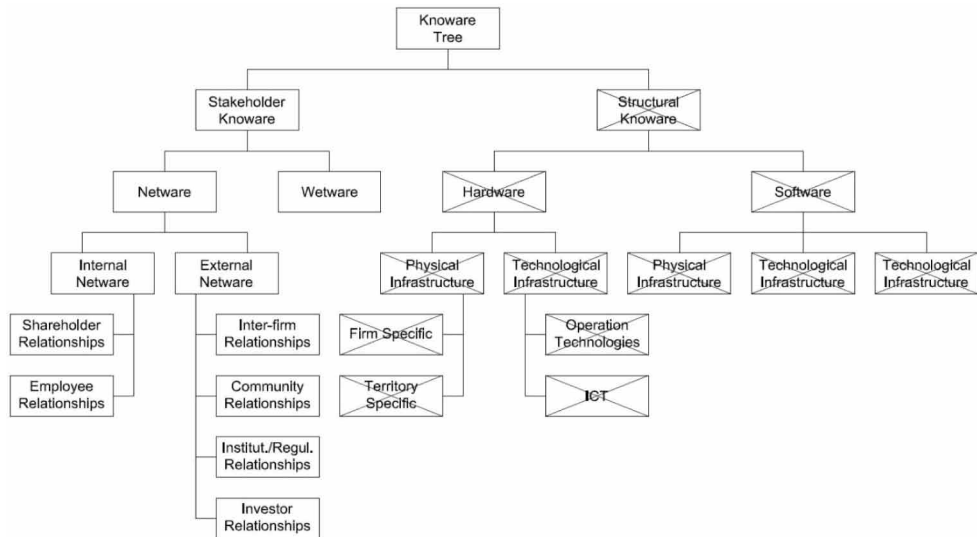 Knoware
Tree
Stakeholder
Knoware
Structural
Knoware
Netware
Wetware
Hardware
Software
Internal
Netware
External
Netware
Physical
Infrastructure
Technological
Infrastructure
Physical
Infrastructure
Technological
Infrastructure
Technological
Infrastructure
Shareholder
Relationships
Inter-firm
Relationships
Firm Specific
Operation
Technologies
Employee
Relationships
Community
Relationships
Territory
Specific
ICT
Institut./Regul.
Relationships
Investor
Relationships